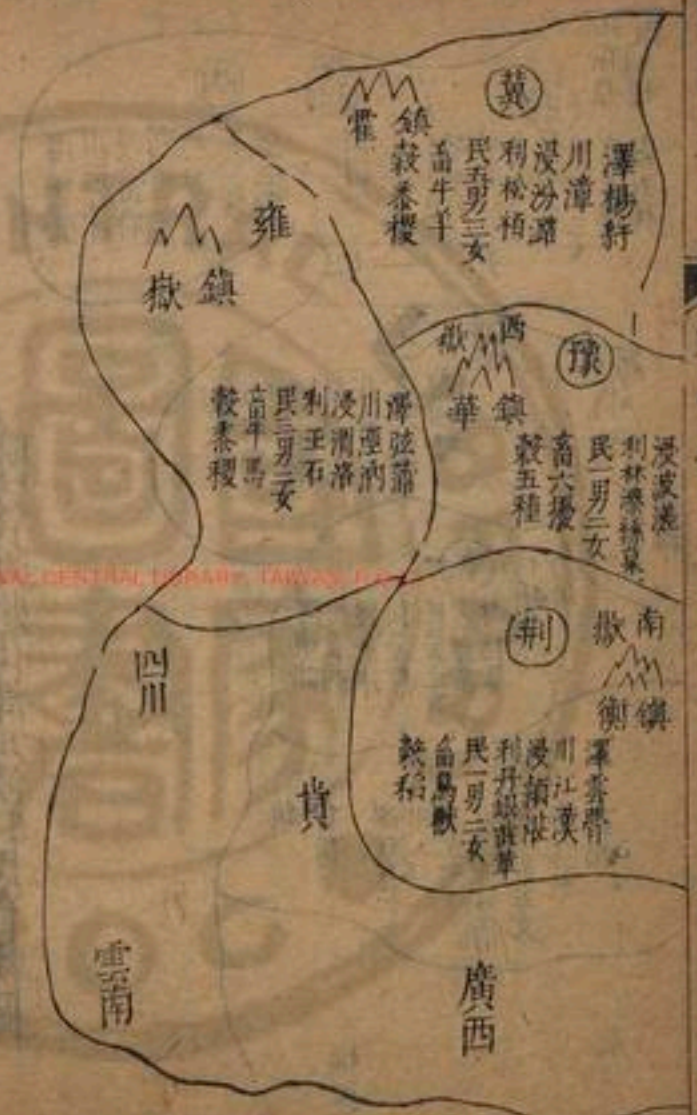 冀
澤楊紆
川漳
浸汾潞
利松栢
民五男三女
畜牛羊
穀黍稷
鎮
霍
雍
鎮
嶽
澤弦蒲
川涇汭
浸渭洛
利玉石
民三男二女
畜牛馬
穀黍稷
豫
西
嶽
鎮
華
浸波溠
利林漆絲枲
民一男二女
畜六擾
穀五種
荆
南
嶽
鎮
衡
澤雲瞢
川江漢
浸潁湛
利丹銀齒革
民一男二女
畜鳥獸
穀稻
四川
貴
雲南
廣西